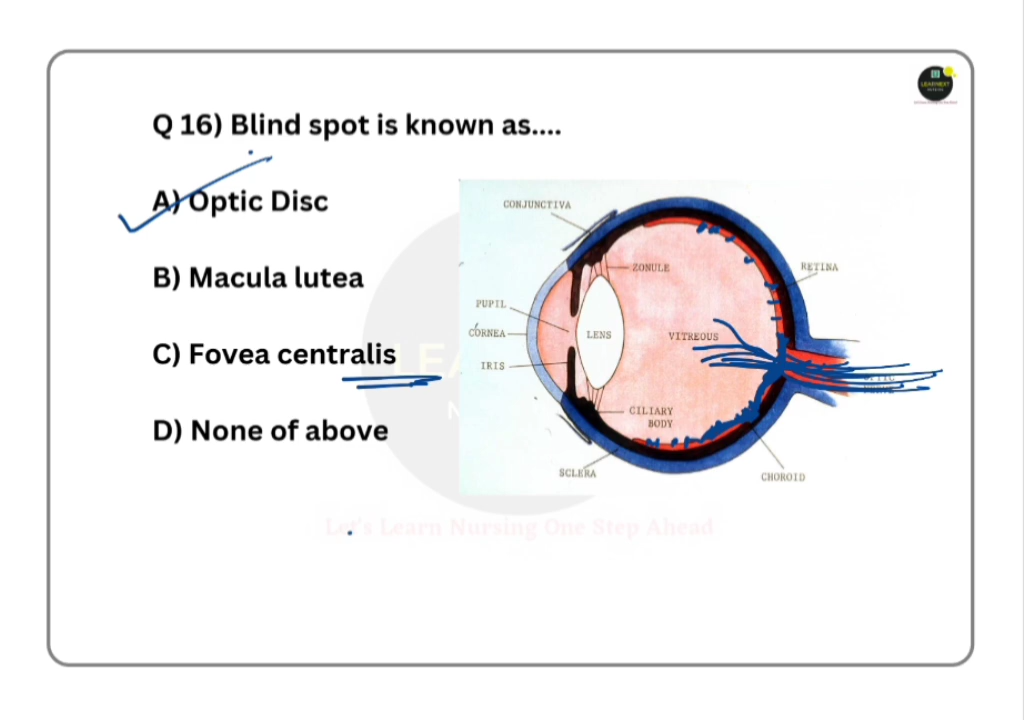 Q 16) Blind spot is known as....
A) Optic Disc
B) Macula lutea
C) Fovea centralis
D) None of above
CONJUNCTIVA
ZONULE
RETINA
PUPIL
CORNEA
LENS
VITREOUS
IRIS
CILIARY
BODY
SCLERA
CHOROID
Let's Learn Nursing One Step Ahead